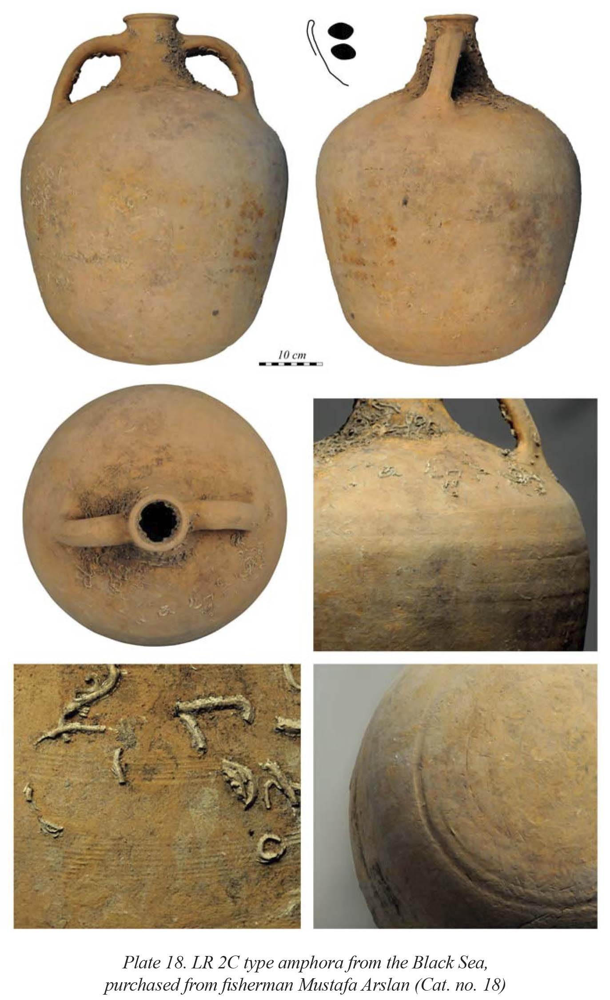 10 cm
Plate 18. LR 2C type amphora from the Black Sea,
purchased from fisherman Mustafa Arslan (Cat. no. 18)